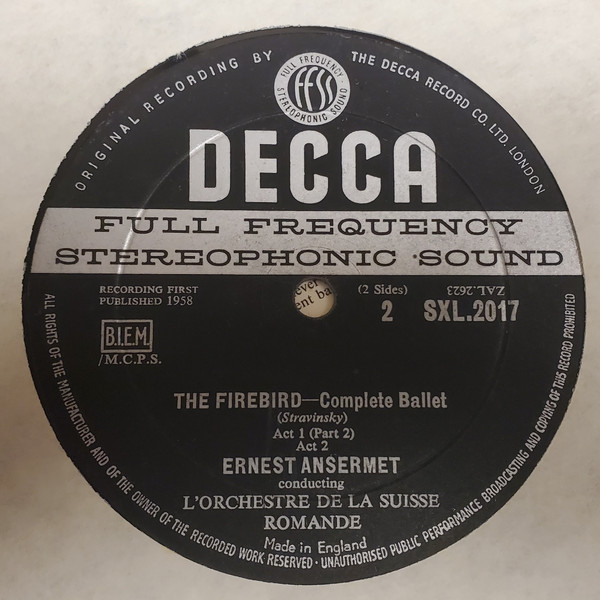 ORIGINAL RECORDING BY
THE DECCA RECORD CO. LTD. LONDON
FULL FREQUENCY
FFSS
STEREOPHONIC SOUND
DECCA
FULL FREQUENCY
STEREOPHONIC SOUND
RECORDING FIRST
PUBLISHED 1958
(2 Sides)
ZAL.2623
2 SXL.2017
B.I.E.M.
/M.C.P.S.
THE FIREBIRD—Complete Ballet
(Stravinsky)
Act 1 (Part 2)
Act 2
ERNEST ANSERMET
conducting
L'ORCHESTRE DE LA SUISSE
ROMANDE
Made in England
ALL RIGHTS OF THE MANUFACTURER AND OF THE OWNER OF THE RECORDED WORK RESERVED · UNAUTHORISED PUBLIC PERFORMANCE BROADCASTING AND COPYING OF THIS RECORD PROHIBITED